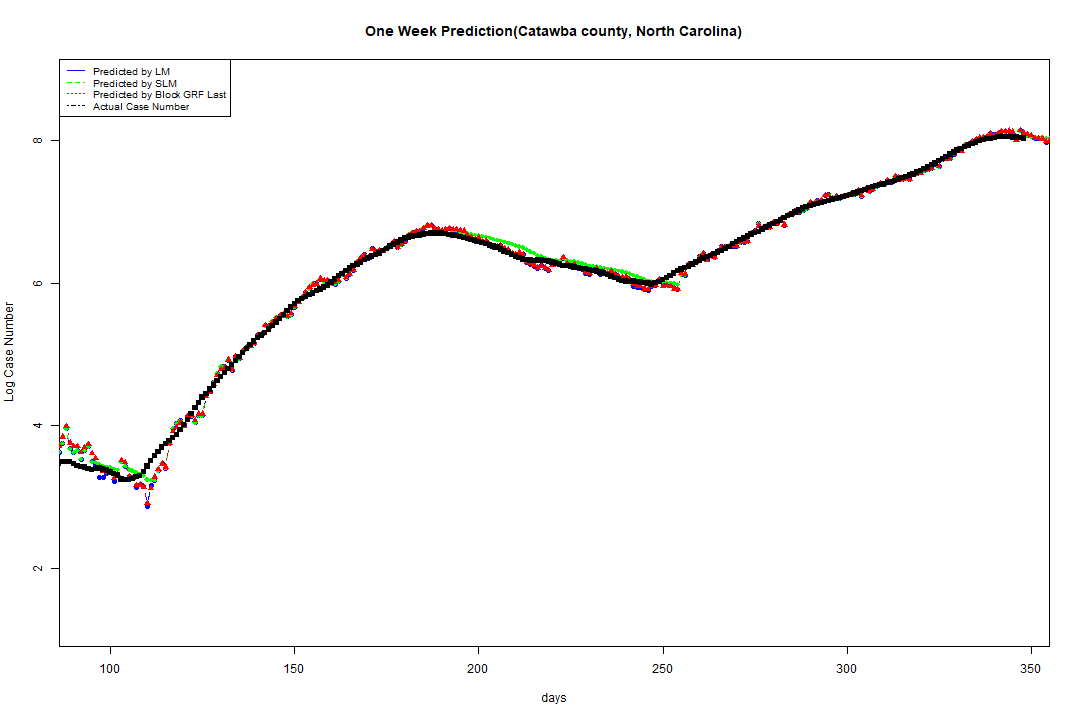 One Week Prediction(Catawba county, North Carolina)
Predicted by LM
Predicted by SLM
Predicted by Block GRF Last
Actual Case Number
Log Case Number
8
6
4
2
100 150 200 250 300 350
days